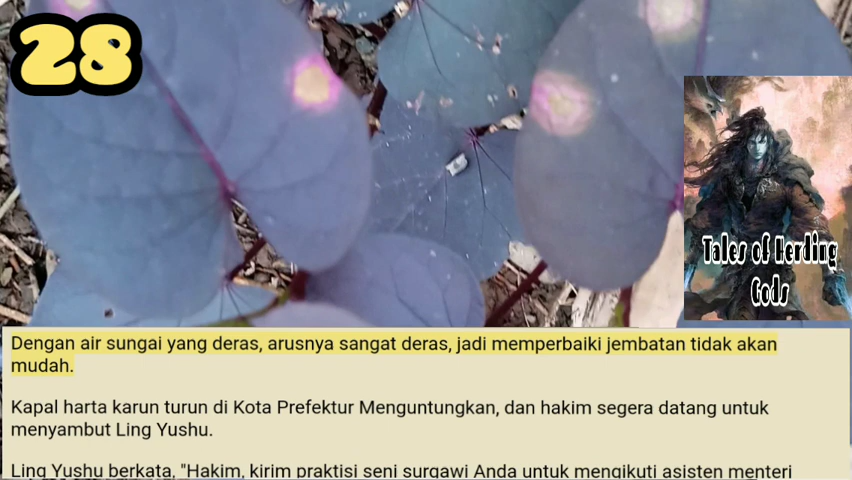 28
Tales of Herding
Gods
Dengan air sungai yang deras, arusnya sangat deras, jadi memperbaiki jembatan tidak akan
mudah.
Kapal harta karun turun di Kota Prefektur Menguntungkan, dan hakim segera datang untuk
menyambut Ling Yushu.
Ling Yushu berkata, "Hakim, kirim praktisi seni surgawi Anda untuk mengikuti asisten menteri